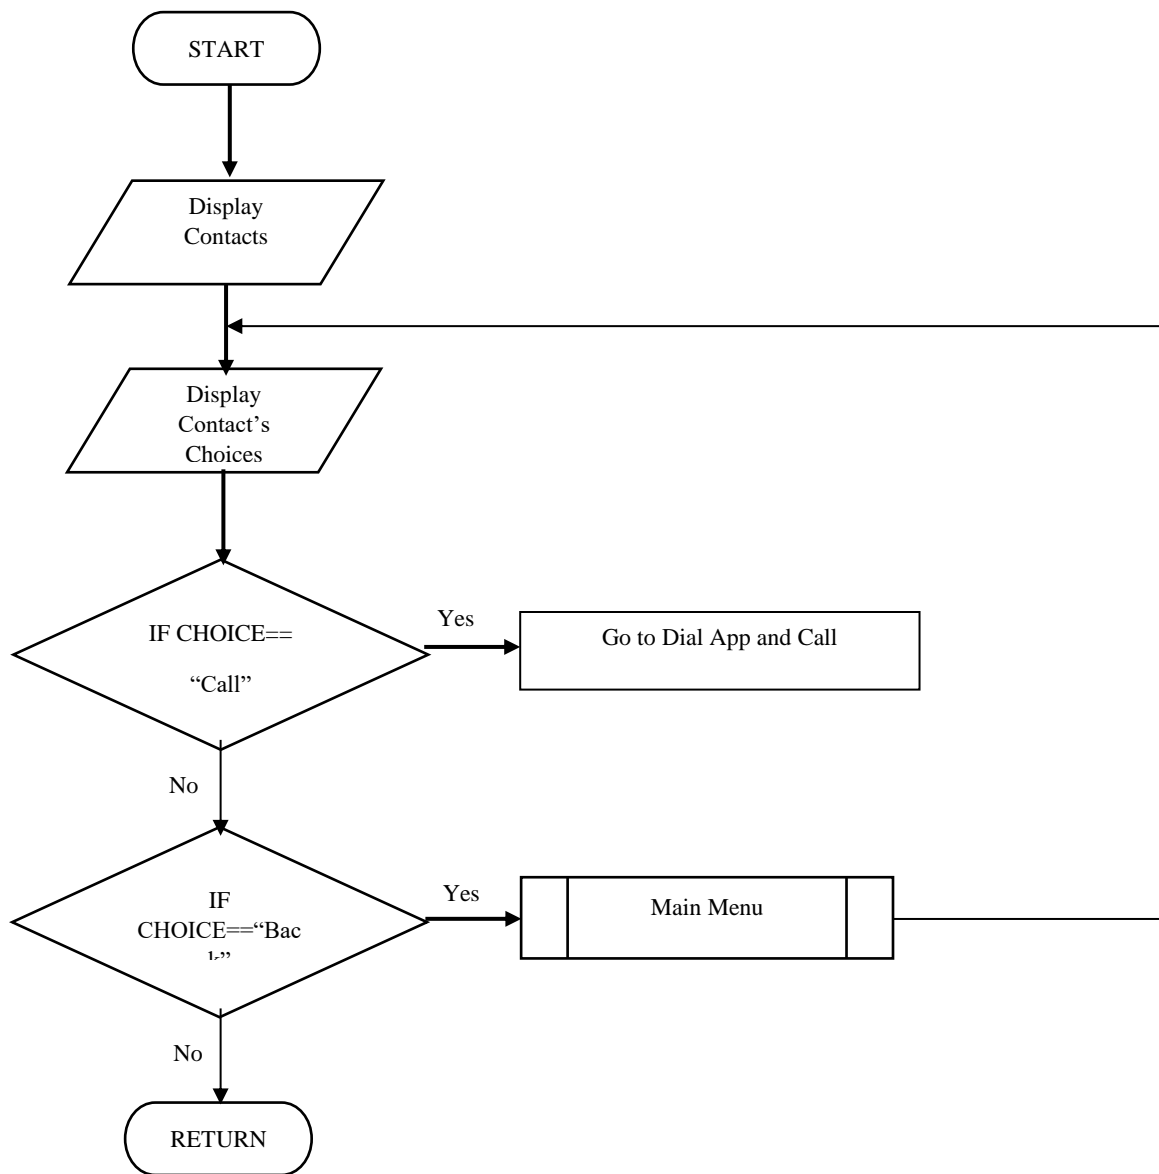 START
Display
Contacts
Display
Contact’s
Choices
IF CHOICE==
“Call”
Yes
Go to Dial App and Call
No
IF
CHOICE==“Bac
k”
Yes
Main Menu
No
RETURN